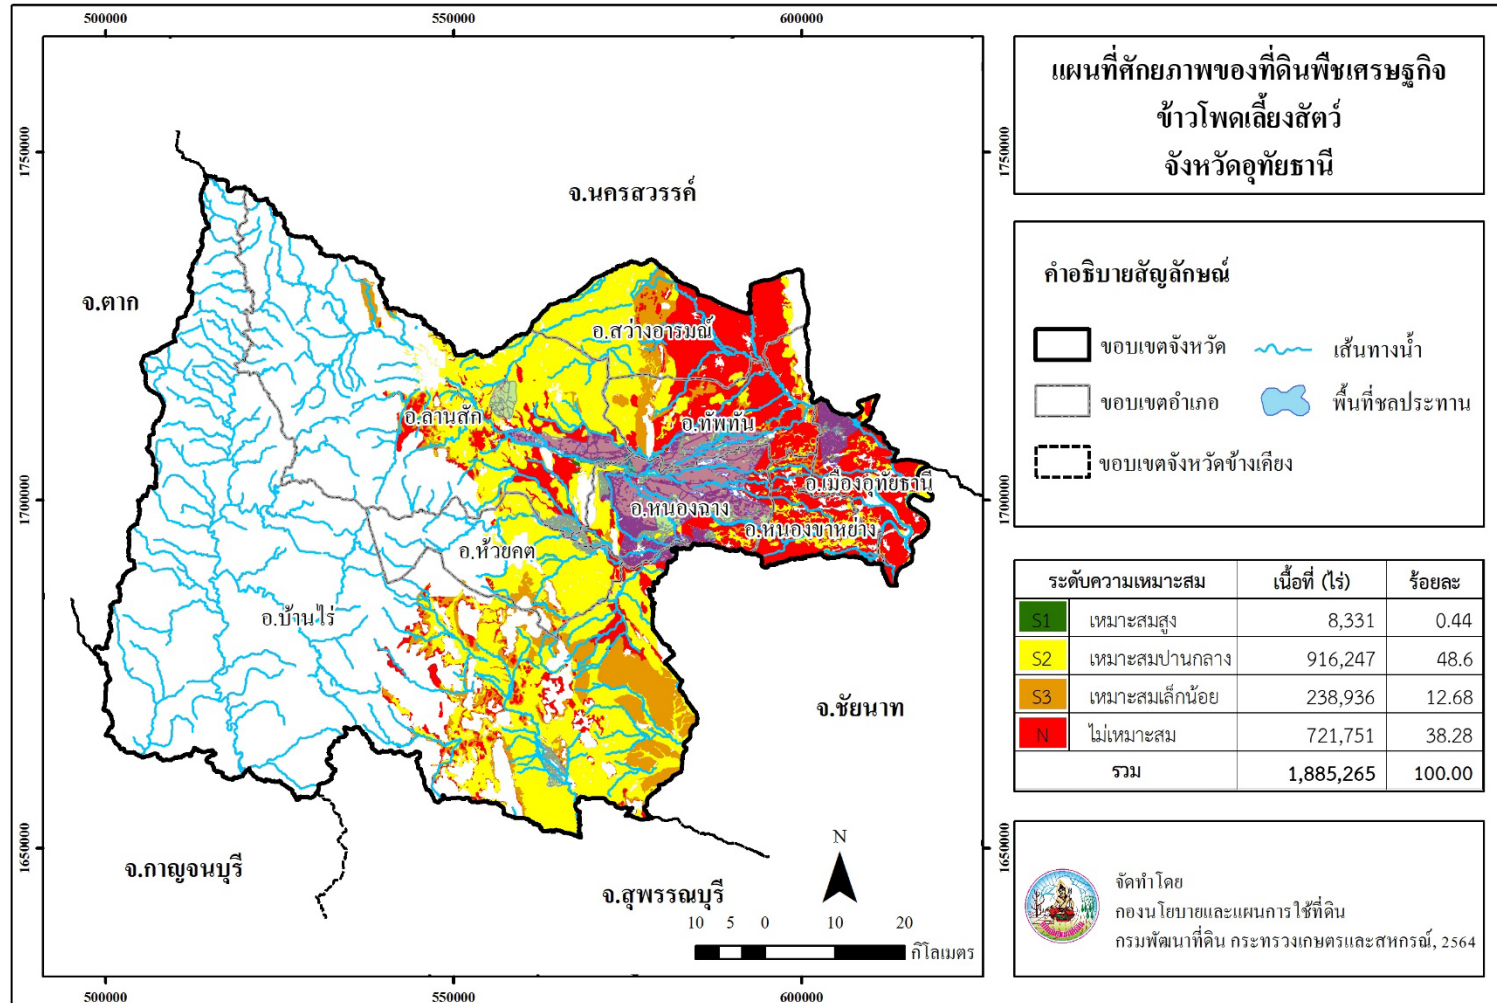 500000 550000 600000
แผนที่ศักยภาพของที่ดินพืชเศรษฐกิจ
ข้าวโพดเลี้ยงสัตว์
จังหวัดอุทัยธานี
1750000 1750000
จ.นครสวรรค์
จ.ตาก
อ.สว่างอารมณ์
อ.ลานสัก
อ.ทัพทัน
อ.เมืองอุทัยธานี
1700000 1700000
อ.หนองฉาง
อ.หนองขาหย่าง
อ.ห้วยคต
อ.บ้านไร่
จ.ชัยนาท
1650000 1650000
จ.กาญจนบุรี
จ.สุพรรณบุรี
N
10 5 0 10 20
กิโลเมตร
500000 550000 600000
คำอธิบายสัญลักษณ์
ขอบเขตจังหวัด เส้นทางน้ำ
ขอบเขตอำเภอ พื้นที่ชลประทาน
ขอบเขตจังหวัดข้างเคียง
ระดับความเหมาะสม เนื้อที่ (ไร่) ร้อยละ
S1 เหมาะสมสูง 8,331 0.44
S2 เหมาะสมปานกลาง 916,247 48.6
S3 เหมาะสมเล็กน้อย 238,936 12.68
N ไม่เหมาะสม 721,751 38.28
รวม 1,885,265 100.00
จัดทำโดย
กองนโยบายและแผนการใช้ที่ดิน
กรมพัฒนาที่ดิน กระทรวงเกษตรและสหกรณ์, 2564